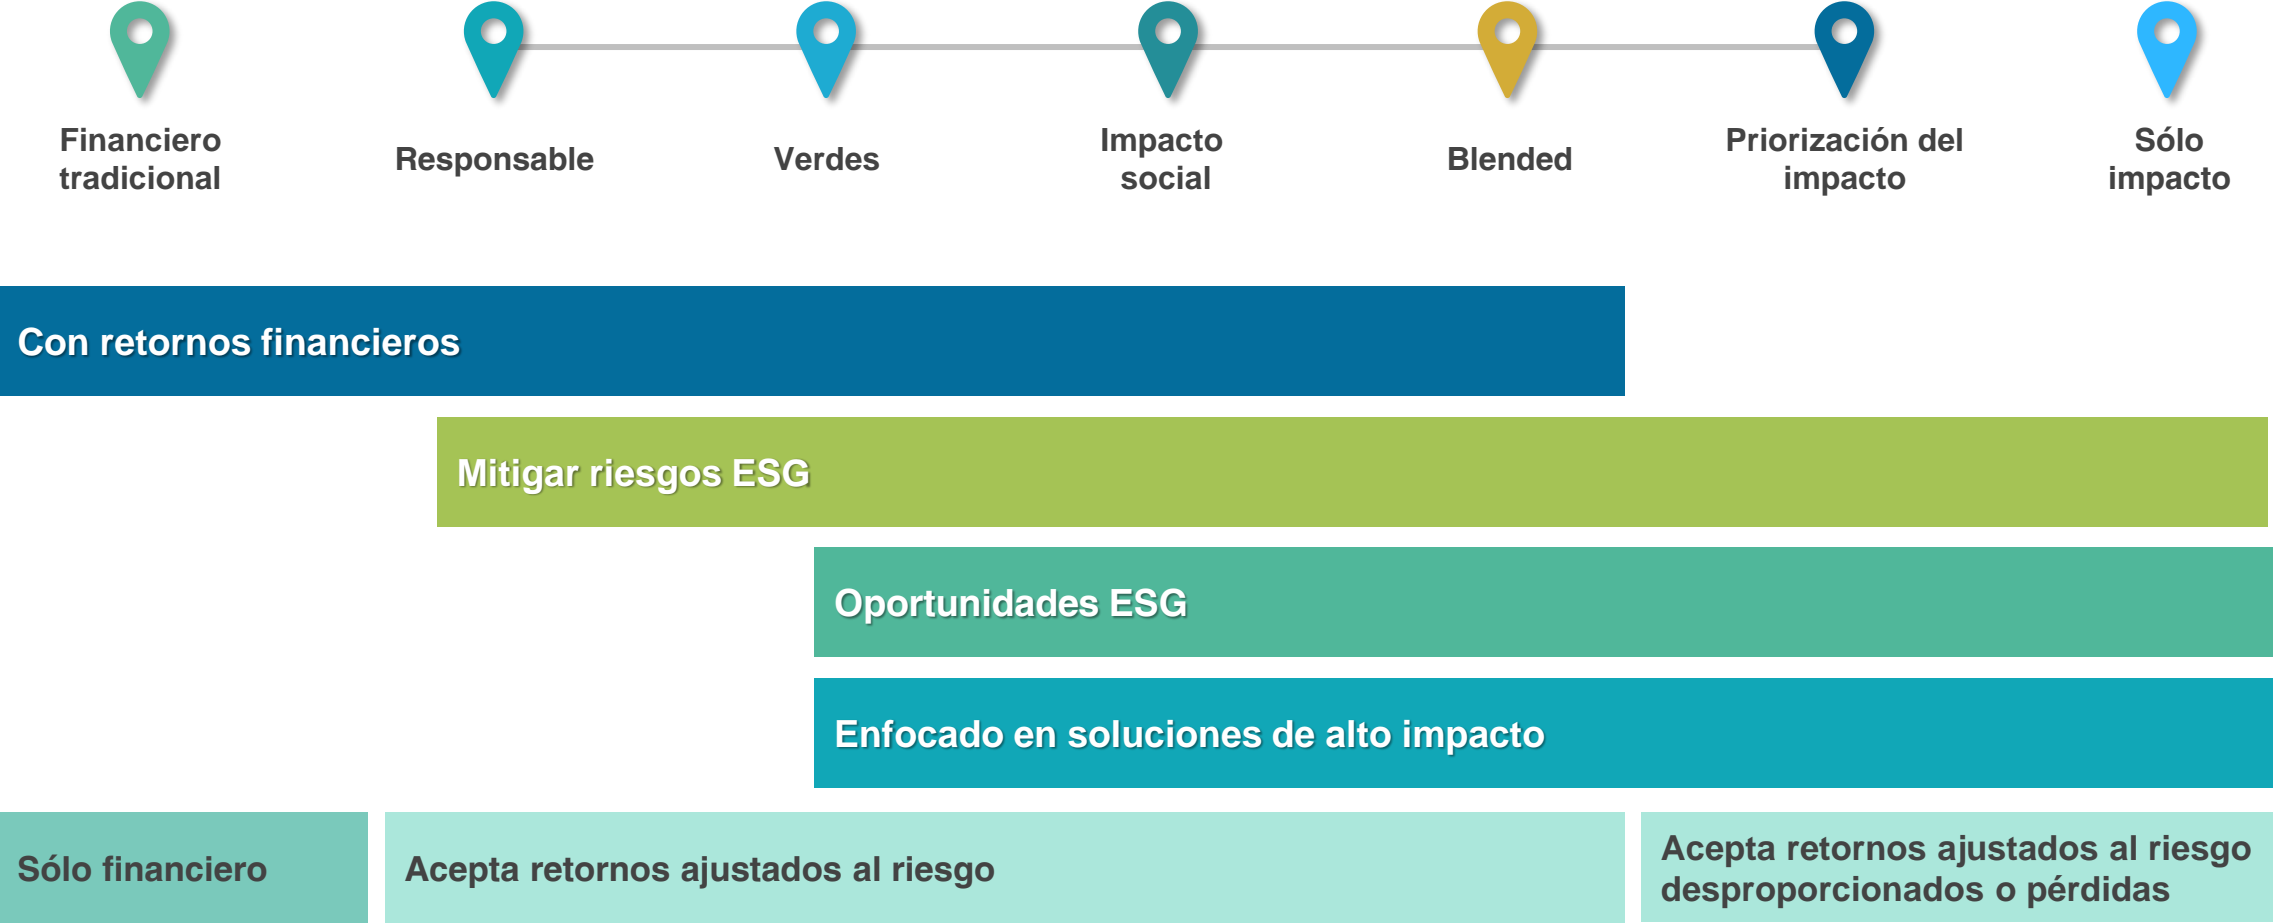 Financiero
tradicional
Responsable
Verdes
Impacto
social
Blended
Priorización del
impacto
Sólo
impacto
Con retornos financieros
Mitigar riesgos ESG
Oportunidades ESG
Enfocado en soluciones de alto impacto
Sólo financiero
Acepta retornos ajustados al riesgo
Acepta retornos ajustados al riesgo
desproporcionados o pérdidas